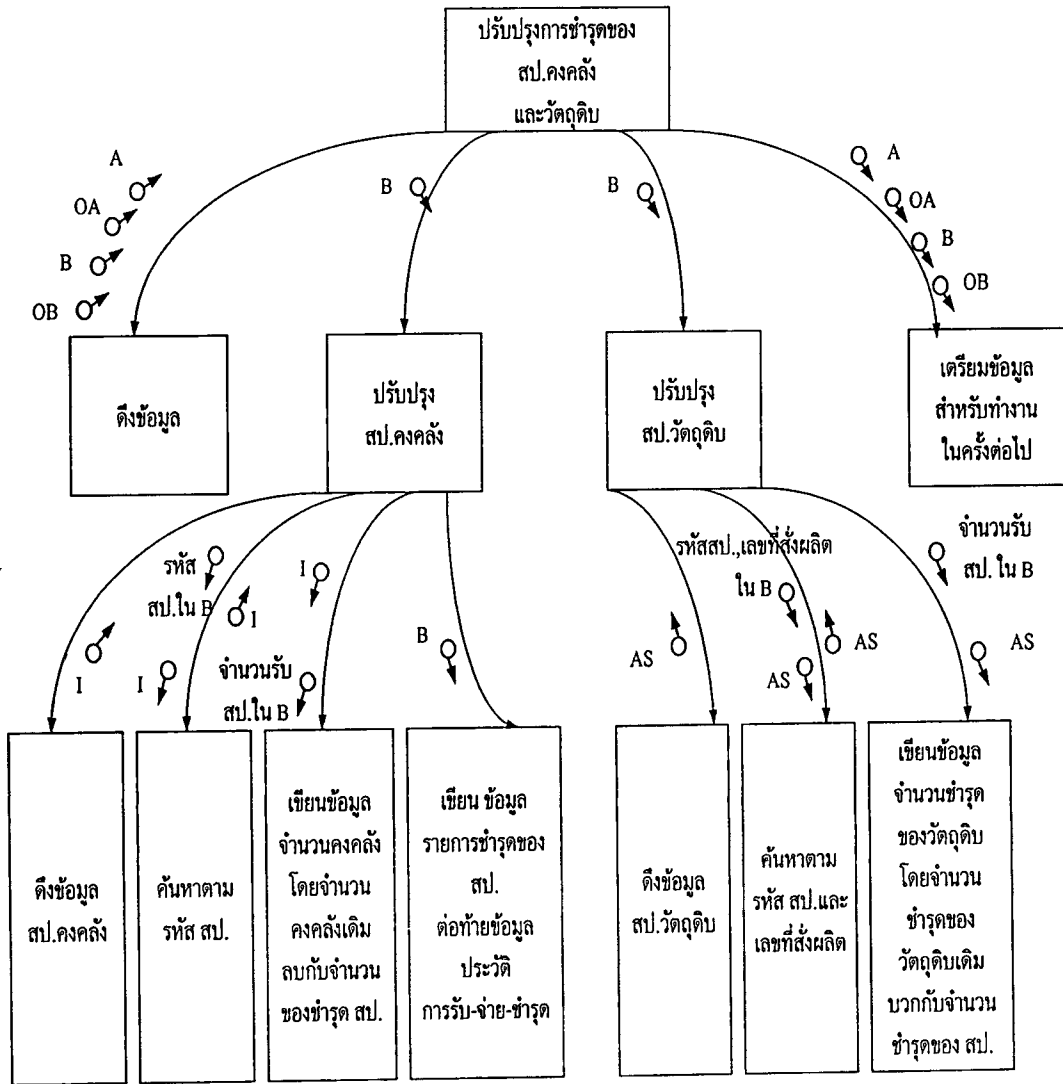 ปรับปรุงการชำรุดของ
สป.คงคลัง
และวัตถุดิบ
A
OA
B
OB
B
B
A
OA
B
OB
ดึงข้อมูล
ปรับปรุง
สป.คงคลัง
ปรับปรุง
สป.วัตถุดิบ
เตรียมข้อมูล
สำหรับทำงาน
ในครั้งต่อไป
I
รหัส
สป.ใน B
I
I
I
จำนวนรับ
สป.ใน B
B
AS
รหัสสป.,เลขที่สั่งผลิต
ใน B
AS
AS
จำนวนรับ
สป. ใน B
AS
ดึงข้อมูล
สป.คงคลัง
ค้นหาตาม
รหัส สป.
เขียนข้อมูล
จำนวนคงคลัง
โดยจำนวน
คงคลังเดิม
ลบกับจำนวน
ของชำรุด สป.
เขียน ข้อมูล
รายการชำรุดของ
สป.
ต่อท้ายข้อมูล
ประวัติ
การรับ-จ่าย-ชำรุด
ดึงข้อมูล
สป.วัตถุดิบ
ค้นหาตาม
รหัส สป.และ
เลขที่สั่งผลิต
เขียนข้อมูล
จำนวนชำรุด
ของวัตถุดิบ
โดยจำนวน
ชำรุดของ
วัตถุดิบเดิม
บวกกับจำนวน
ชำรุดของ สป.